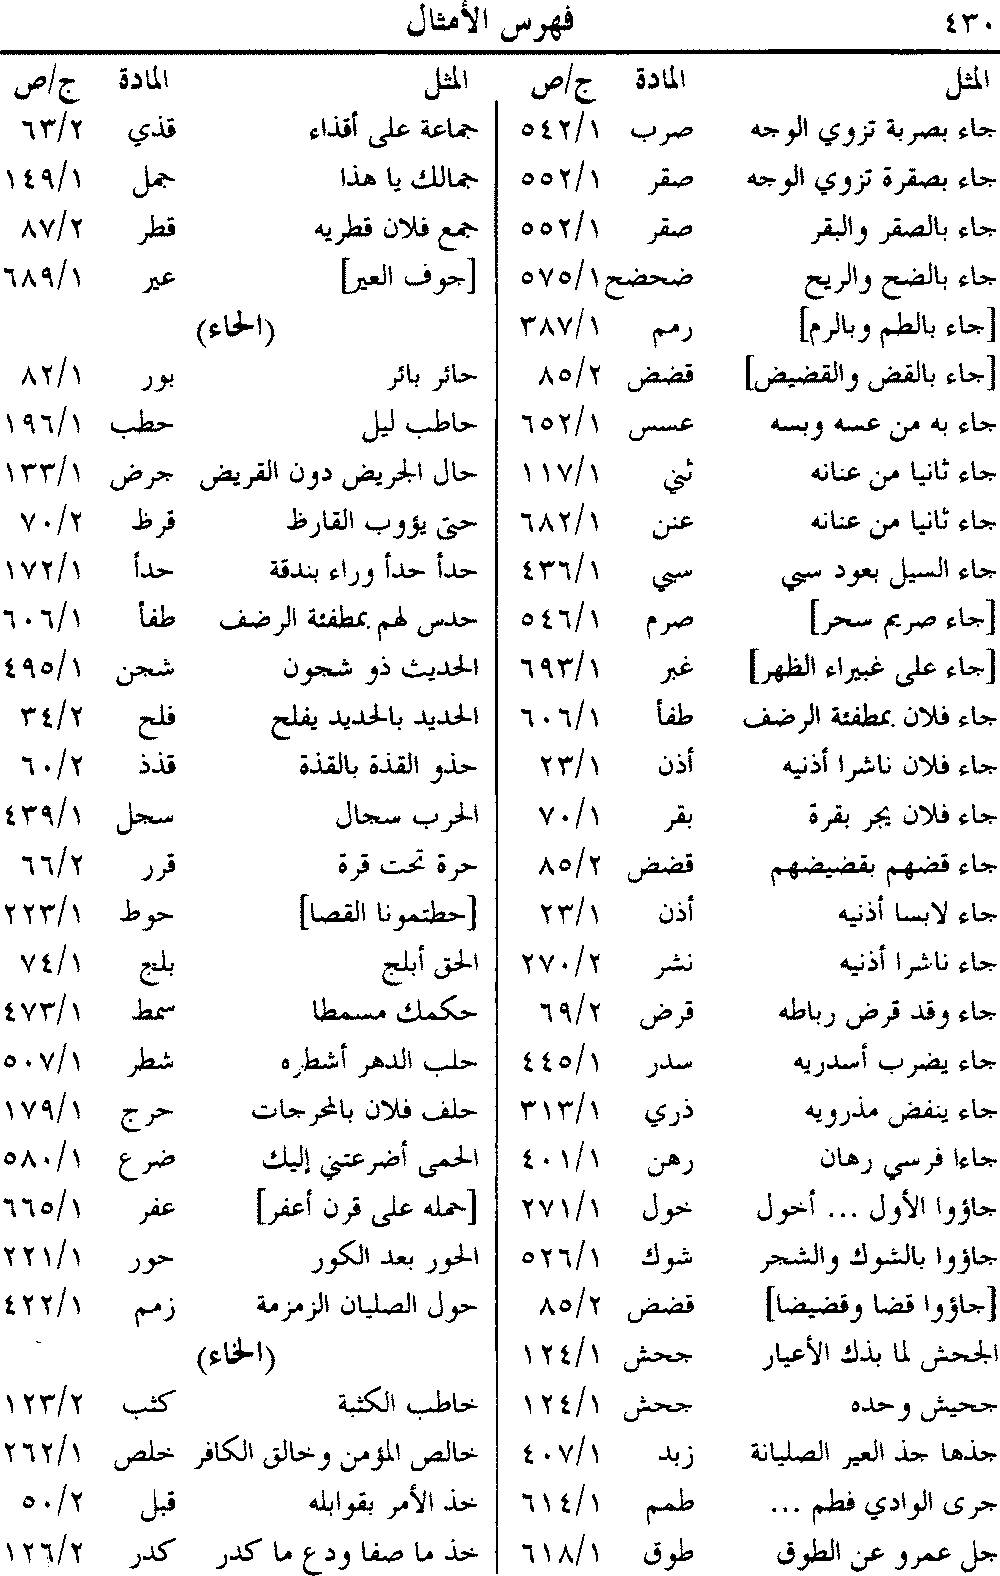 ٤٣٠ فهرس الأمثال
المثل المادة ج/ص
جاء بصربة تزوي الوجه صرب ٥٤٢/١
جاء بصقرة تزوي الوجه صقر ٥٥٢/١
جاء بالصقر والبقر صقر ٥٥٢/١
جاء بالضح والريح ضحضح ٥٧٥/١
[جاء بالطم وبالرم] رمم ٣٨٧/١
[جاء بالقض والقضيض] قضض ٨٥/٢
جاء به من عسه وبسه عسس ٦٥٢/١
جاء ثانيا من عنانه ثني ١١٧/١
جاء ثانيا من عنانه عنن ٦٨٢/١
جاء السيل بعود سبي سبي ٤٣٦/١
[جاء صريم سحر] صرم ٥٤٦/١
[جاء على غبيراء الظهر] غبر ٦٩٣/١
جاء فلان بمطفئة الرضف طفأ ٦٠٦/١
جاء فلان ناشرا أذنيه أذن ٢٣/١
جاء فلان يجر بقرة بقر ٧٠/١
جاء قضهم بقضيضهم قضض ٨٥/٢
جاء لابسا أذنيه أذن ٢٣/١
جاء ناشرا أذنيه نشر ٢٧٠/٢
جاء وقد قرض رباطه قرض ٦٩/٢
جاء يضرب أسدريه سدر ٤٤٥/١
جاء ينفض مذرويه ذري ٣١٣/١
جاءا فرسي رهان رهن ٤٠١/١
جاؤوا الأول ... أخول خول ٢٧١/١
جاؤوا بالشوك والشجر شوك ٥٢٦/١
[جاؤوا قضا وقضيضا] قضض ٨٥/٢
الجحش لما بذك الأعيار جحش ١٢٤/١
جحيش وحده جحش ١٢٤/١
جذها جذ العير الصليانة زبد ٤٠٧/١
جرى الوادي فطم ... طمم ٦١٤/١
جل عمرو عن الطوق طوق ٦١٨/١
المثل المادة ج/ص
جماعة على أقذاء قذي ٦٣/٢
جمالك يا هذا جمل ١٤٩/١
جمع فلان قطريه قطر ٨٧/٢
[جوف العير] عير ٦٨٩/١
(الحاء)
حائر بائر بور ٨٢/١
حاطب ليل حطب ١٩٦/١
حال الجريض دون القريض جرض ١٣٣/١
حتى يؤوب القارظ قرظ ٧٠/٢
حدأ حدأ وراء بندقة حدأ ١٧٢/١
حدس لهم بمطفئة الرضف طفأ ٦٠٦/١
الحديث ذو شجون شجن ٤٩٥/١
الحديد بالحديد يفلح فلح ٣٤/٢
حذو القذة بالقذة قذذ ٦٠/٢
الحرب سجال سجل ٤٣٩/١
حرة تحت قرة قرر ٦٦/٢
[حطتمونا القصا] حوط ٢٢٣/١
الحق أبلج بلج ٧٤/١
حكمك مسمطا سمط ٤٧٣/١
حلب الدهر أشطره شطر ٥٠٧/١
حلف فلان بالمحرجات حرج ١٧٩/١
الحمى أضرعتني إليك ضرع ٥٨٠/١
[حمله على قرن أعفر] عفر ٦٦٥/١
الحور بعد الكور حور ٢٢١/١
حول الصليان الزمزمة زمم ٤٢٢/١
(الخاء)
خاطب الكثبة كثب ١٢٣/٢
خالص المؤمن وخالق الكافر خلص ٢٦٢/١
خذ الأمر بقوابله قبل ٥٠/٢
خذ ما صفا ودع ما كدر كدر ١٢٦/٢